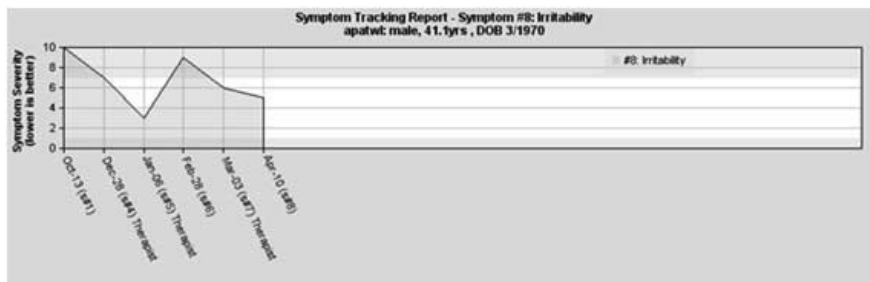 Symptom Tracking Report - Symptom #8: Irritability
apatwl: male, 41.1yrs , DOB 3/1970
Symptom Severity
(lower is better)
10
8
6
4
2
0
#8: Irritability
Oct-13 (s#1)
Dec-28 (s#4) Therapist
Jan-06 (s#5) Therapist
Feb-28 (s#6)
Mar-03 (s#7) Therapist
Apr-10 (s#8)